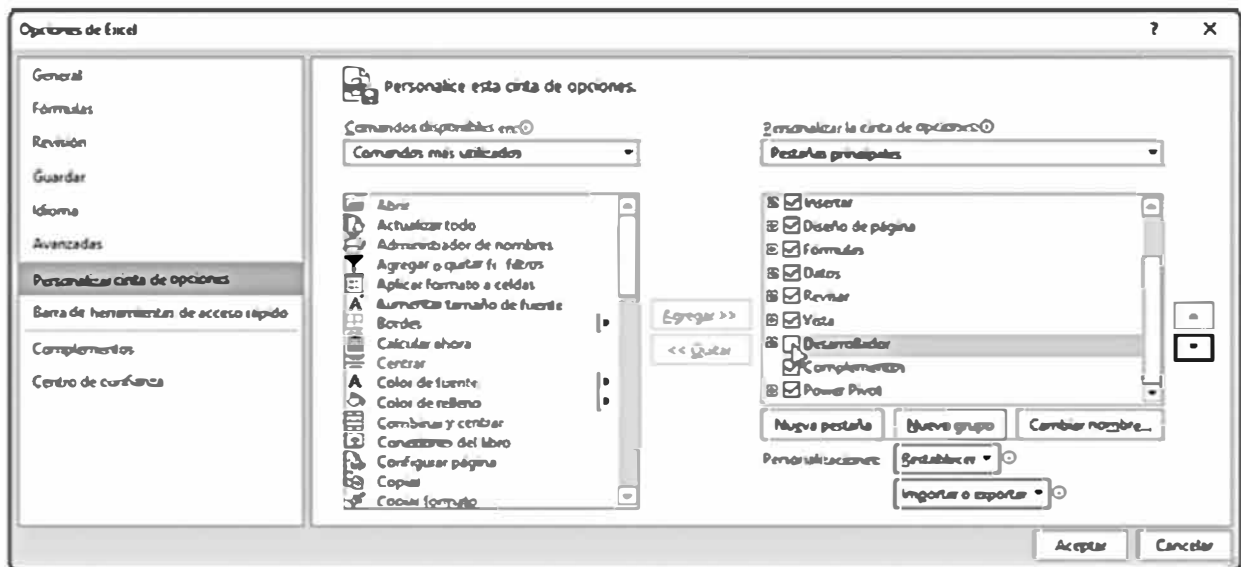 Opciones de Excel
?
General
Fórmulas
Revisión
Guardar
Idioma
Avanzadas
Personalizar cinta de opciones
Barra de herramientas de acceso rápido
Complementos
Centro de confianza
Personalice esta cinta de opciones.
Comandos disponibles en:
Comandos más utilizados
Abrir
Actualizar todo
Administrador de nombres
Agregar o quitar filtros
Aplicar formato a celdas
Aumentar tamaño de fuente
Bordes
Calcular ahora
Centrar
Color de fuente
Color de relleno
Combinar y centrar
Conexiones del libro
Configurar página
Copiar
Copiar formato
Agregar >>
<< Quitar
Personalizar la cinta de opciones:
Pestañas principales
Insertar
Diseño de página
Fórmulas
Datos
Revisar
Vista
Desarrollador
Complementos
Power Pivot
Nueva pestaña
Nuevo grupo
Cambiar nombre...
Personalizaciones:
Restablecer
Importar o exportar
Aceptar
Cancelar